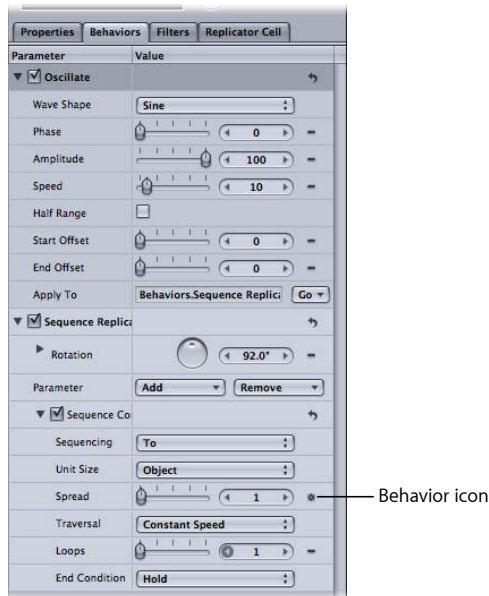 Properties Behaviors Filters Replicator Cell
Parameter Value
Oscillate
Wave Shape Sine
Phase 0
Amplitude 100
Speed 10
Half Range
Start Offset 0
End Offset 0
Apply To Behaviors.Sequence Replica Go
Sequence Replica
Rotation 92.0°
Parameter Add Remove
Sequence Co
Sequencing To
Unit Size Object
Spread 1 Behavior icon
Traversal Constant Speed
Loops 1
End Condition Hold